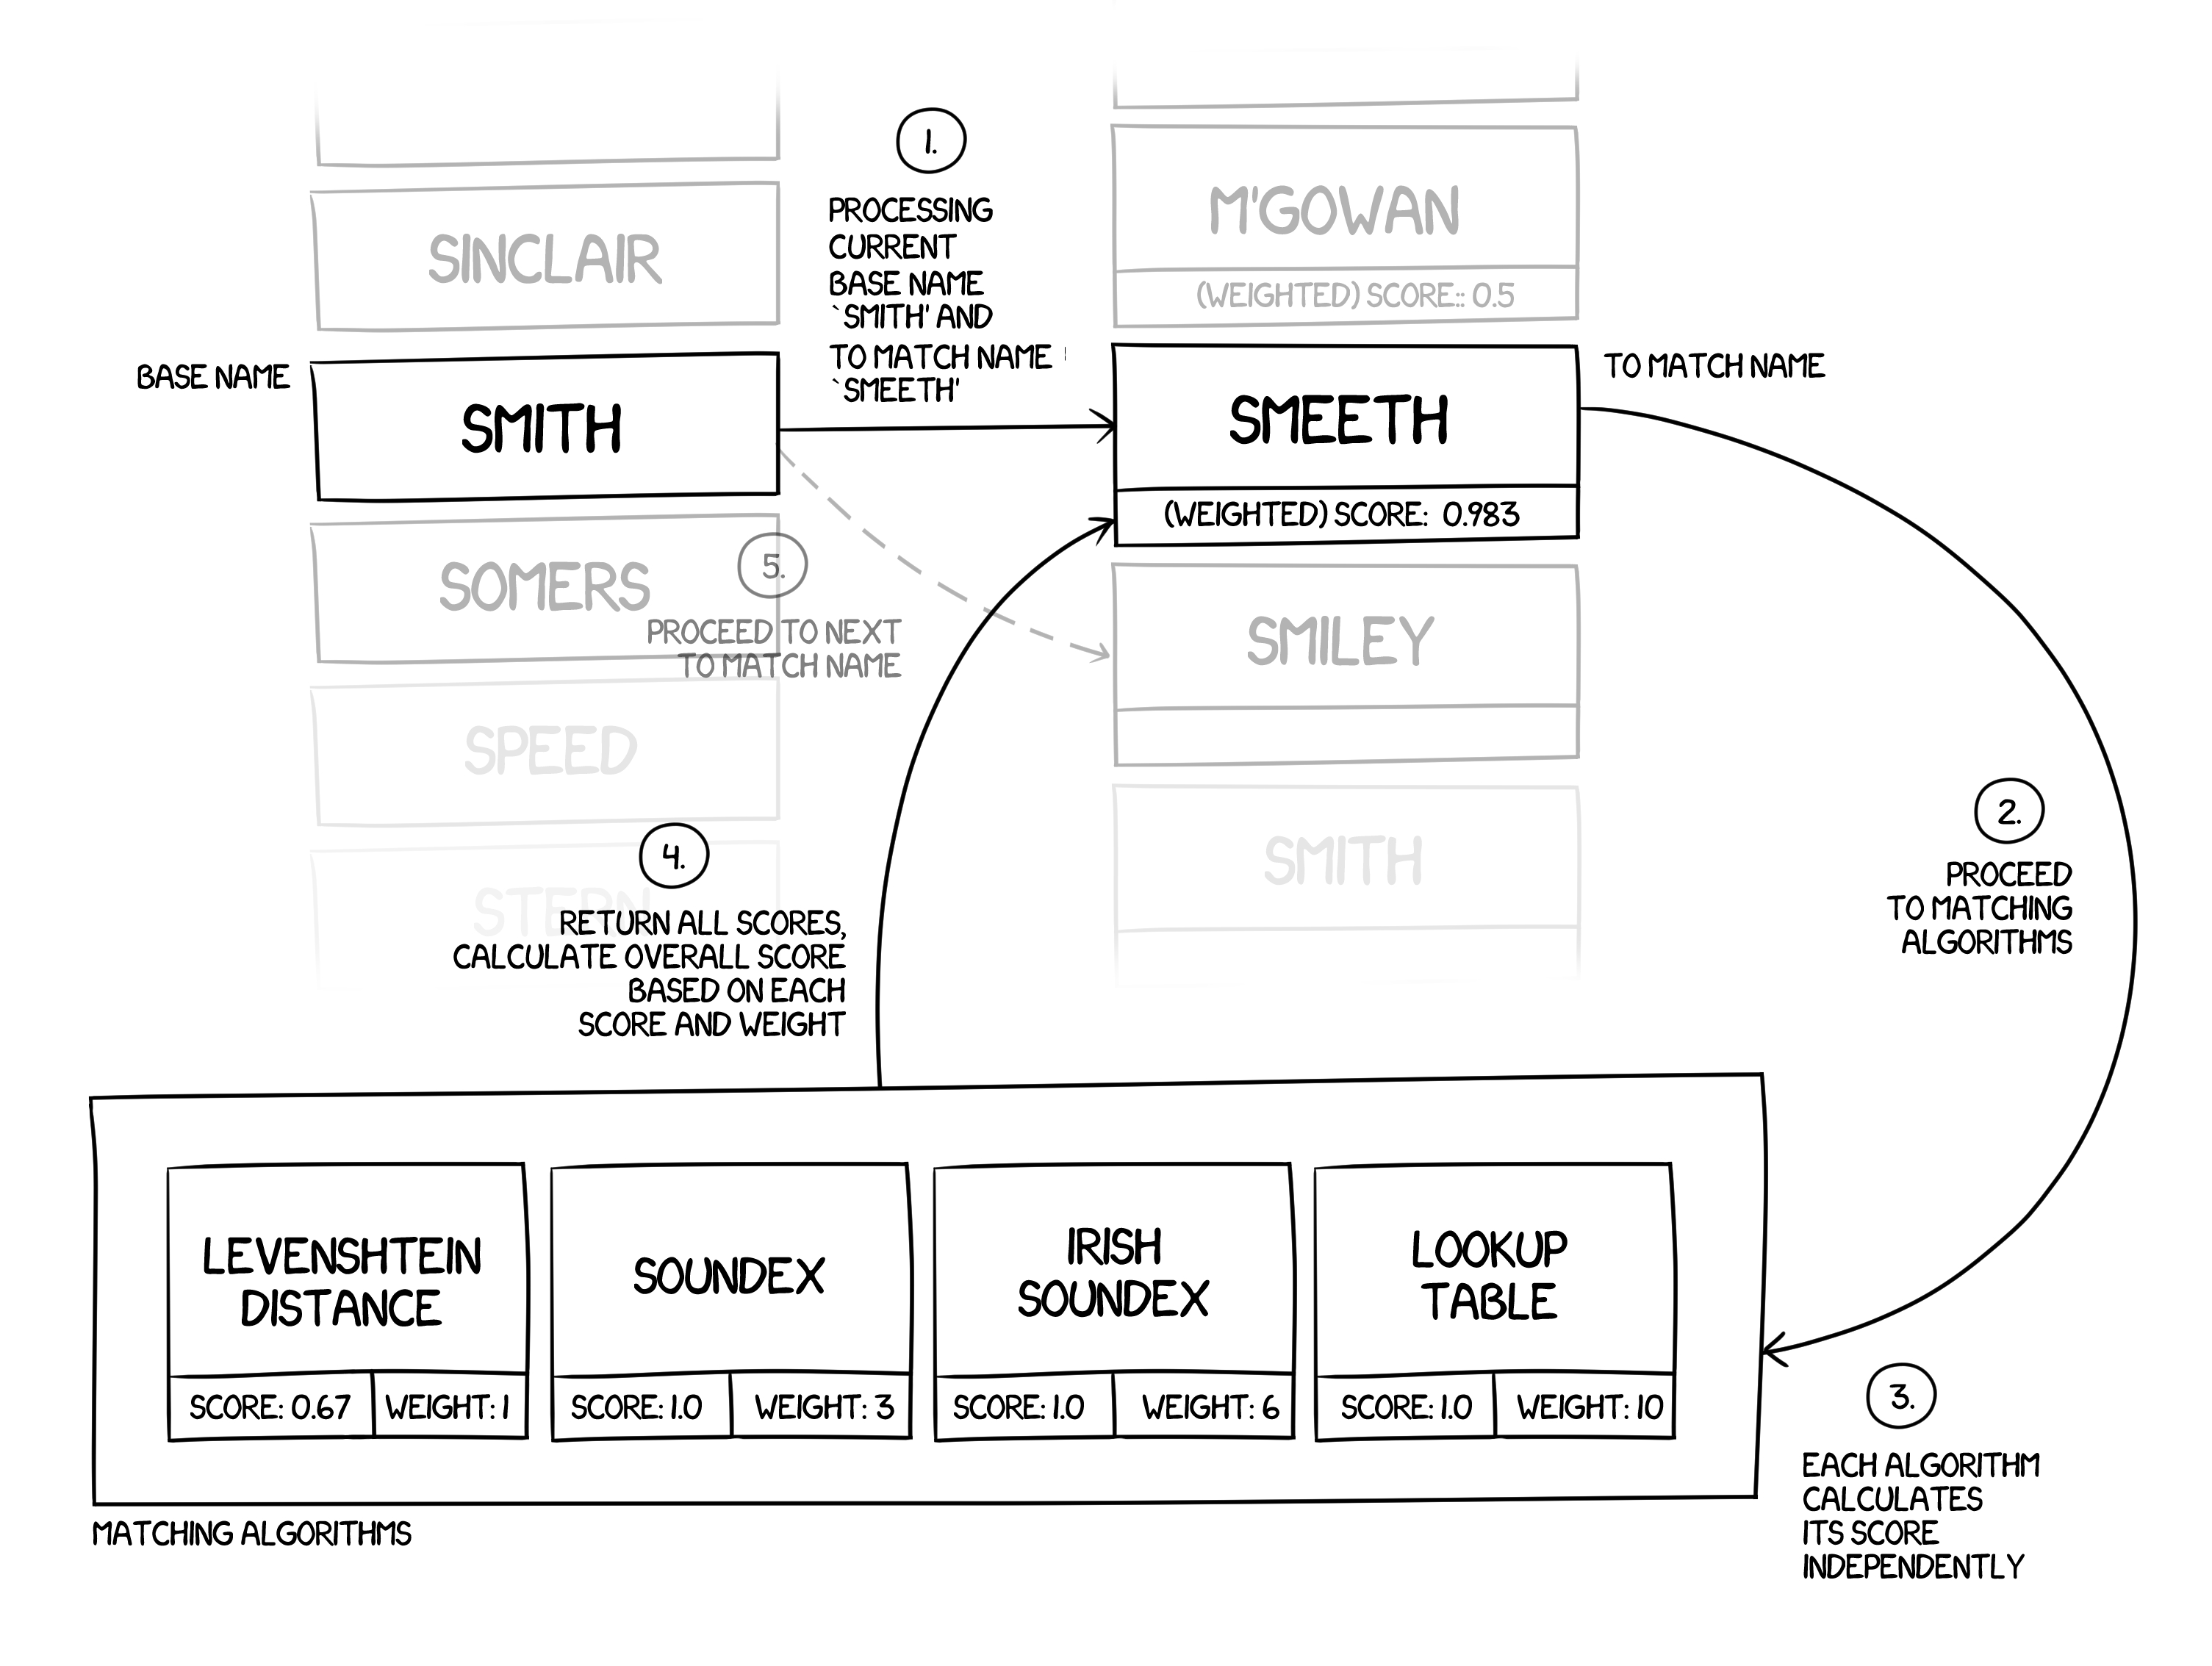 1.
PROCESSING
CURRENT
BASE NAME
`SMITH' AND
TO MATCH NAME
`SMEETH'
SINCLAIR
M'GOWAN
(WEIGHTED) SCORE:: 0.5
BASE NAME
SMITH
SMEETH
(WEIGHTED) SCORE: 0.983
TO MATCH NAME
SOMERS
5.
PROCEED TO NEXT
TO MATCH NAME
SMILEY
SPEED
SMITH
2.
PROCEED
TO MATCHING
ALGORITHMS
STERN
4.
RETURN ALL SCORES,
CALCULATE OVERALL SCORE
BASED ON EACH
SCORE AND WEIGHT
LEVENSHTEIN
DISTANCE
SCORE: 0.67 WEIGHT: 1
SOUNDEX
SCORE: 1.0 WEIGHT: 3
IRISH
SOUNDEX
SCORE: 1.0 WEIGHT: 6
LOOKUP
TABLE
SCORE: 1.0 WEIGHT: 10
3.
EACH ALGORITHM
CALCULATES
ITS SCORE
INDEPENDENTLY
MATCHING ALGORITHMS